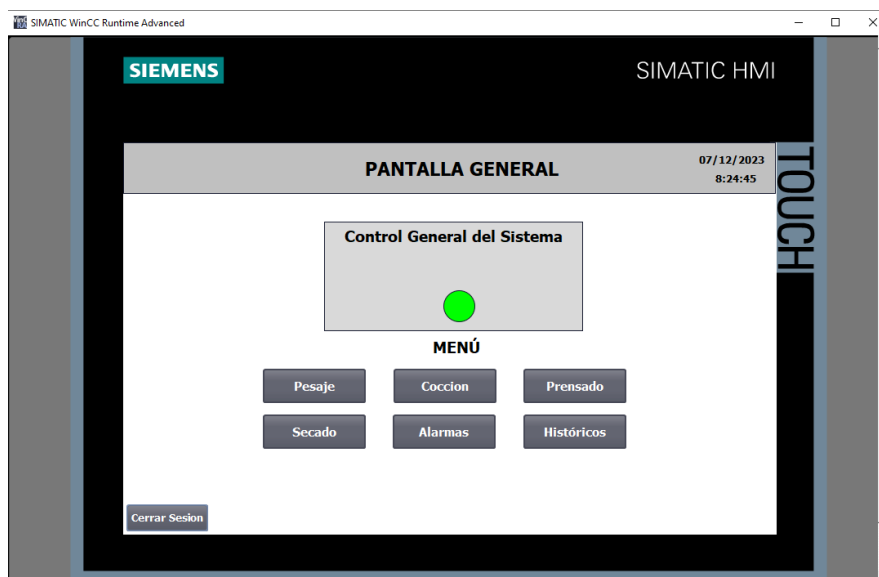 SIMATIC WinCC Runtime Advanced
SIEMENS
SIMATIC HMI
TOUCH
PANTALLA GENERAL
07/12/2023
8:24:45
Control General del Sistema
MENÚ
Pesaje
Coccion
Prensado
Secado
Alarmas
Históricos
Cerrar Sesion